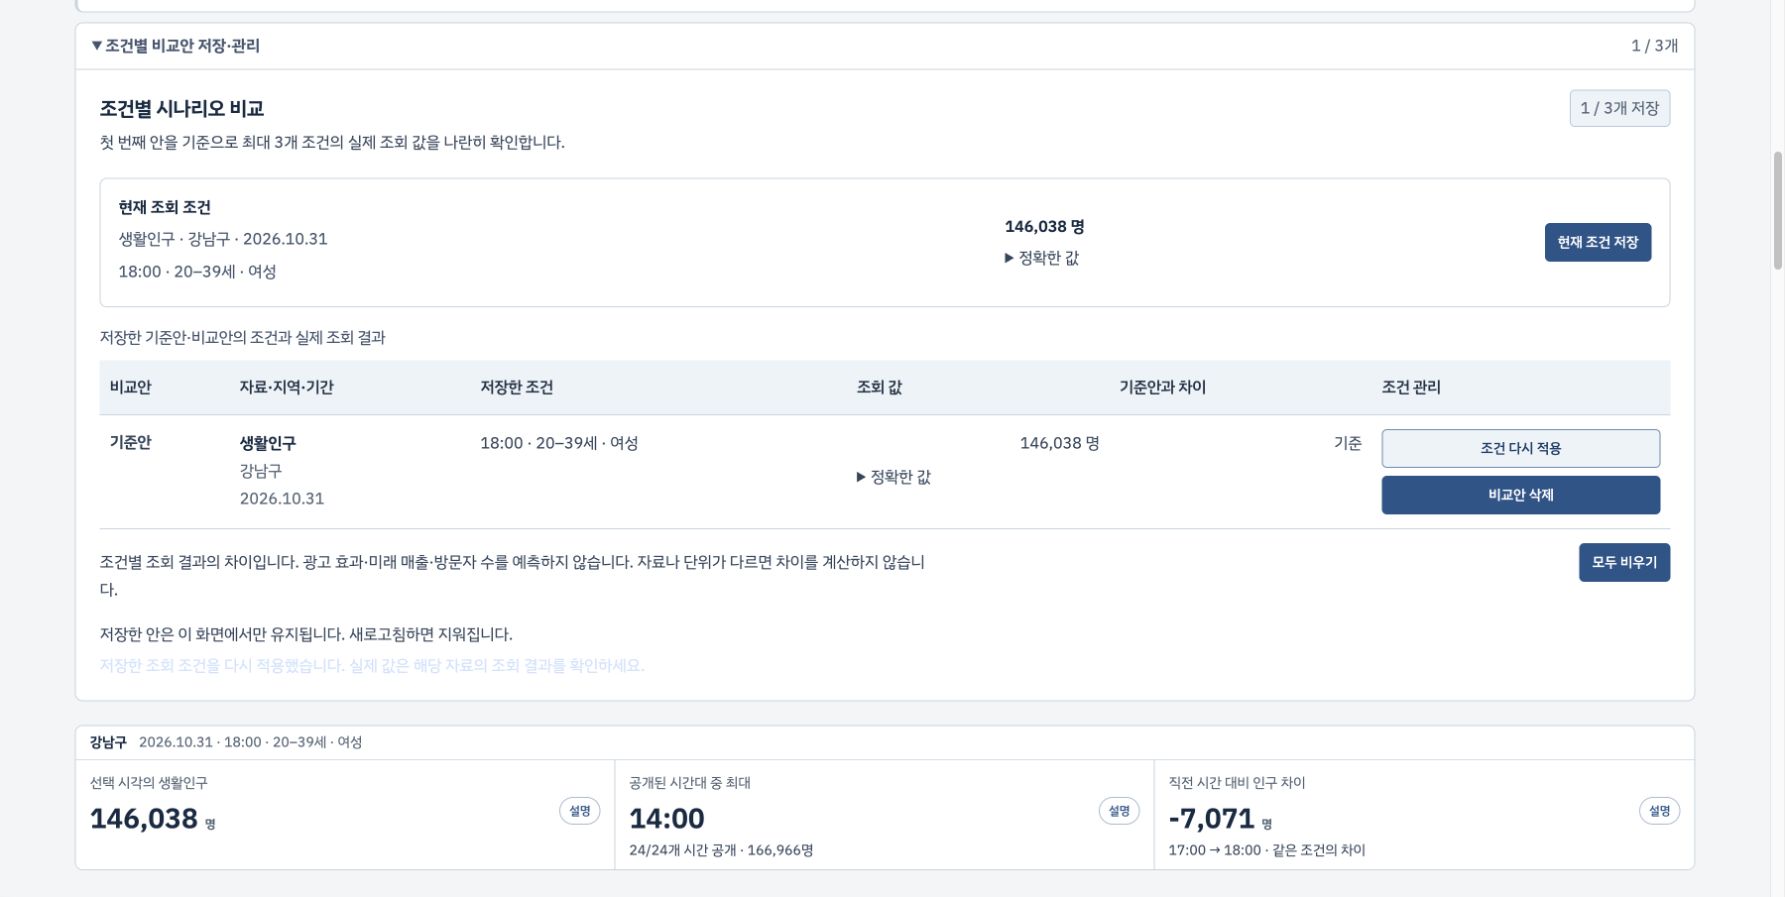 ▼ 조건별 비교안 저장·관리
1 / 3개
조건별 시나리오 비교
1 / 3개 저장
첫 번째 안을 기준으로 최대 3개 조건의 실제 조회 값을 나란히 확인합니다.
현재 조회 조건
생활인구 · 강남구 · 2026.10.31
18:00 · 20–39세 · 여성
146,038 명
▶ 정확한 값
현재 조건 저장
저장한 기준안·비교안의 조건과 실제 조회 결과
비교안 자료·지역·기간 저장한 조건 조회 값 기준안과 차이 조건 관리
기준안 생활인구 18:00 · 20–39세 · 여성 146,038 명 기준 조건 다시 적용
강남구 ▶ 정확한 값
2026.10.31 비교안 삭제
조건별 조회 결과의 차이입니다. 광고 효과·미래 매출·방문자 수를 예측하지 않습니다. 자료나 단위가 다르면 차이를 계산하지 않습니
다.
모두 비우기
저장한 안은 이 화면에서만 유지됩니다. 새로고침하면 지워집니다.
저장한 조회 조건을 다시 적용했습니다. 실제 값은 해당 자료의 조회 결과를 확인하세요.
강남구 2026.10.31 · 18:00 · 20–39세 · 여성
선택 시각의 생활인구
146,038 명
설명
공개된 시간대 중 최대
14:00
설명
24/24개 시간 공개 · 166,966명
직전 시간 대비 인구 차이
-7,071 명
설명
17:00 → 18:00 · 같은 조건의 차이